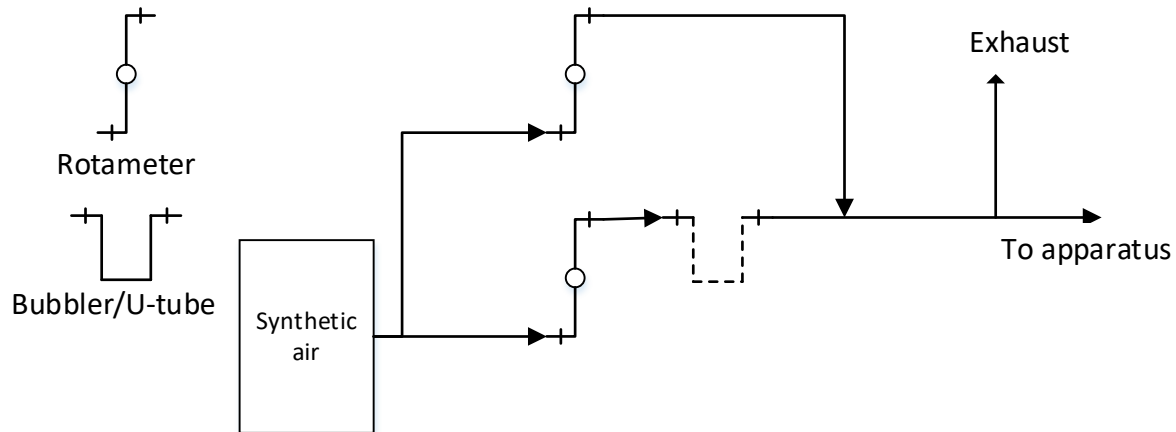 Exhaust
Rotameter
To apparatus
Bubbler/U-tube
Synthetic
air